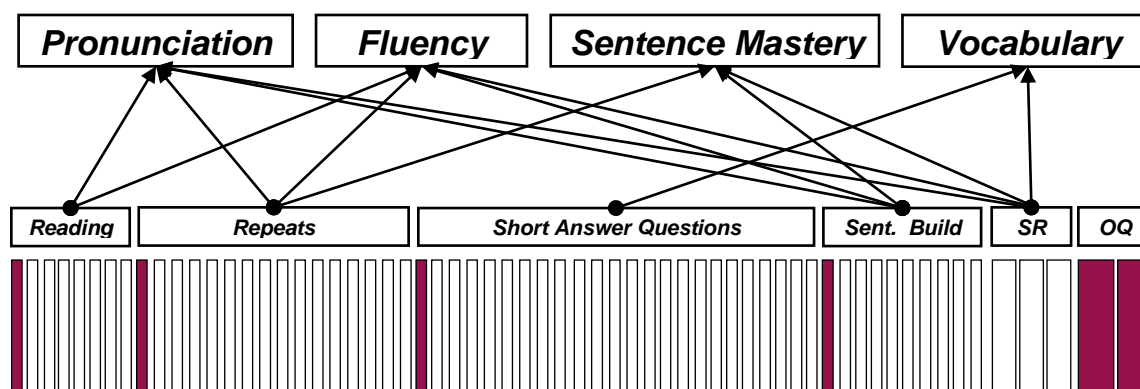 Pronunciation Fluency Sentence Mastery Vocabulary
Reading Repeats Short Answer Questions Sent. Build SR OQ